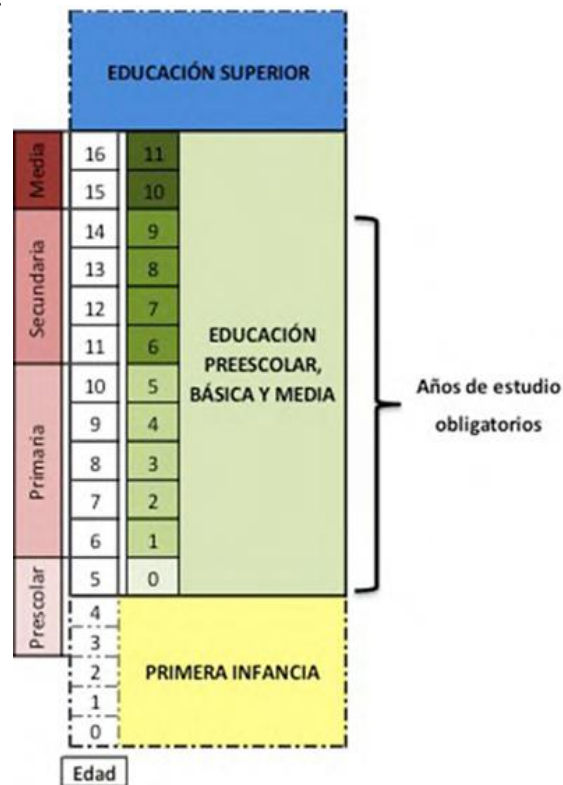 EDUCACIÓN SUPERIOR
Media
16 11
15 10
Secundaria
14 9
13 8
12 7
11 6
EDUCACIÓN
PREESCOLAR,
BÁSICA Y MEDIA
Años de estudio
obligatorios
Primaria
10 5
9 4
8 3
7 2
6 1
Prescolar
5 0
4
3
2
1
0
PRIMERA INFANCIA
Edad